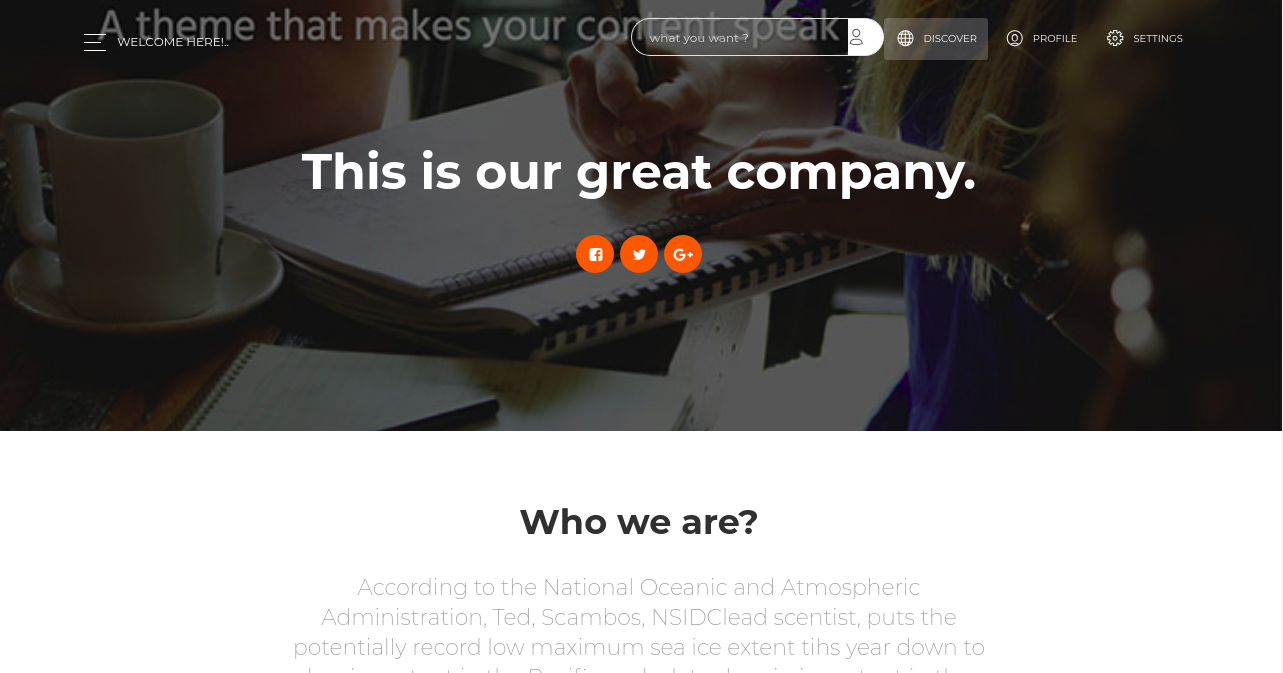 A theme that makes your content speak
WELCOME HERE!..
what you want ?
DISCOVER
PROFILE
SETTINGS
This is our great company.
Who we are?
According to the National Oceanic and Atmospheric
Administration, Ted, Scambos, NSIDClead scentist, puts the
potentially record low maximum sea ice extent tihs year down to